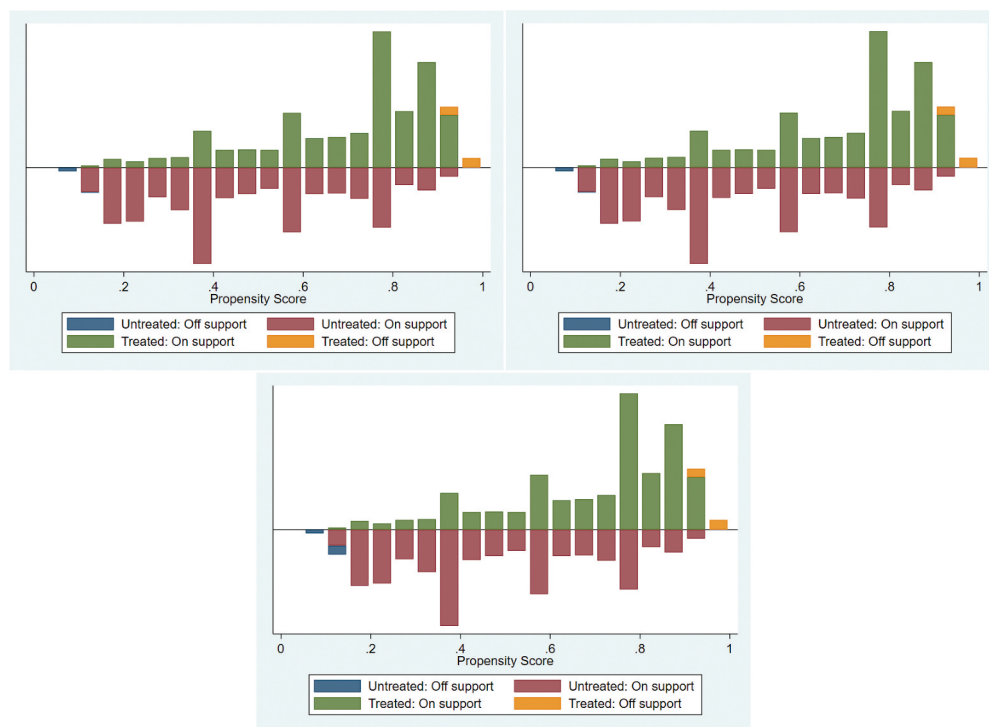 0 .2 .4 .6 .8 1
Propensity Score
Untreated: Off support Untreated: On support
Treated: On support Treated: Off support
0 .2 .4 .6 .8 1
Propensity Score
Untreated: Off support Untreated: On support
Treated: On support Treated: Off support
0 .2 .4 .6 .8 1
Propensity Score
Untreated: Off support Untreated: On support
Treated: On support Treated: Off support